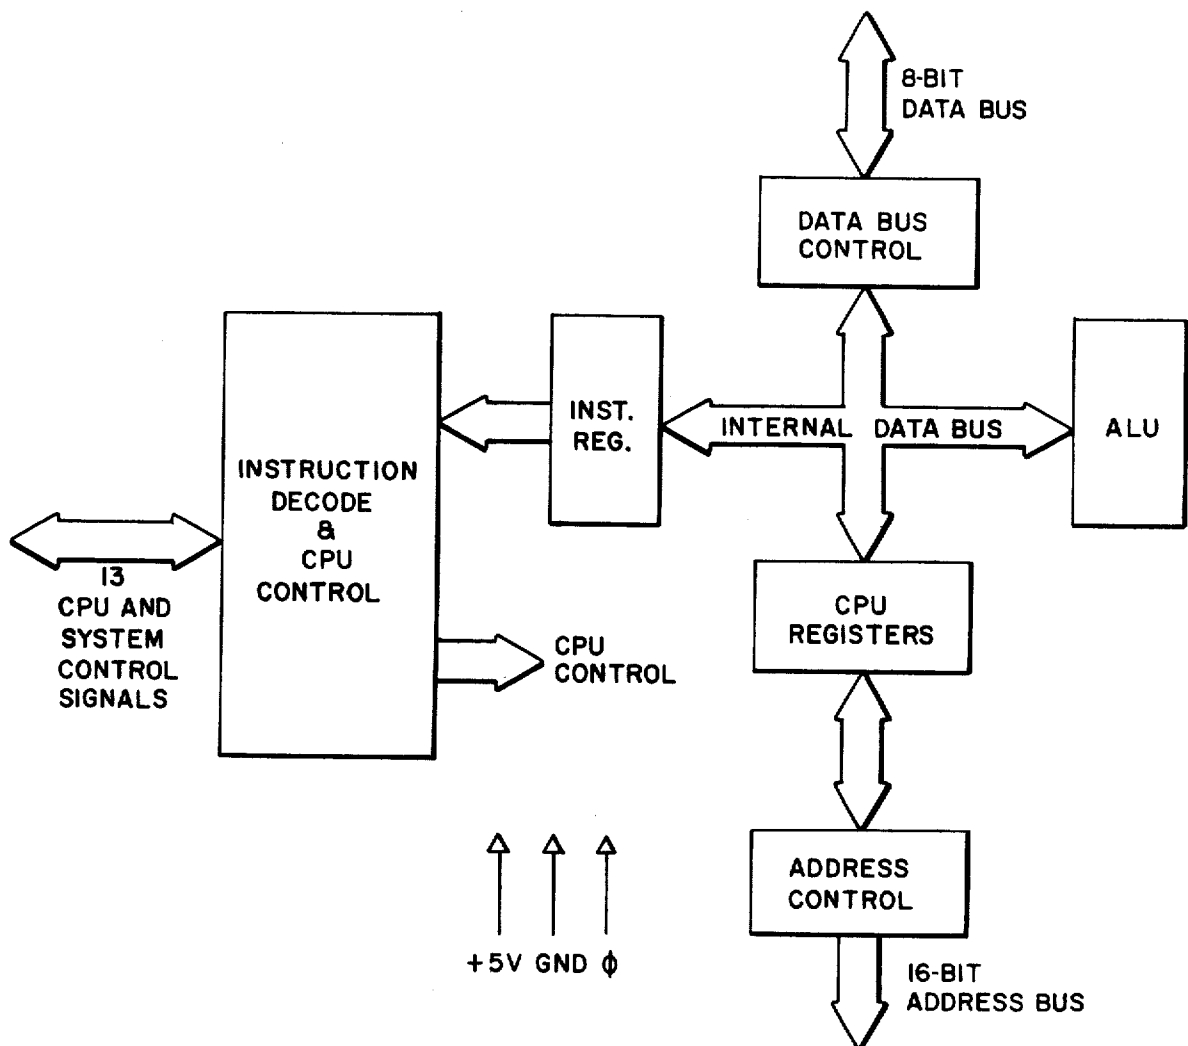 8-BIT
DATA BUS
DATA BUS
CONTROL
INST.
REG.
INTERNAL DATA BUS
ALU
INSTRUCTION
DECODE
&
CPU
CONTROL
13
CPU AND
SYSTEM
CONTROL
SIGNALS
CPU
CONTROL
CPU
REGISTERS
ADDRESS
CONTROL
+5V GND ϕ
16-BIT
ADDRESS BUS